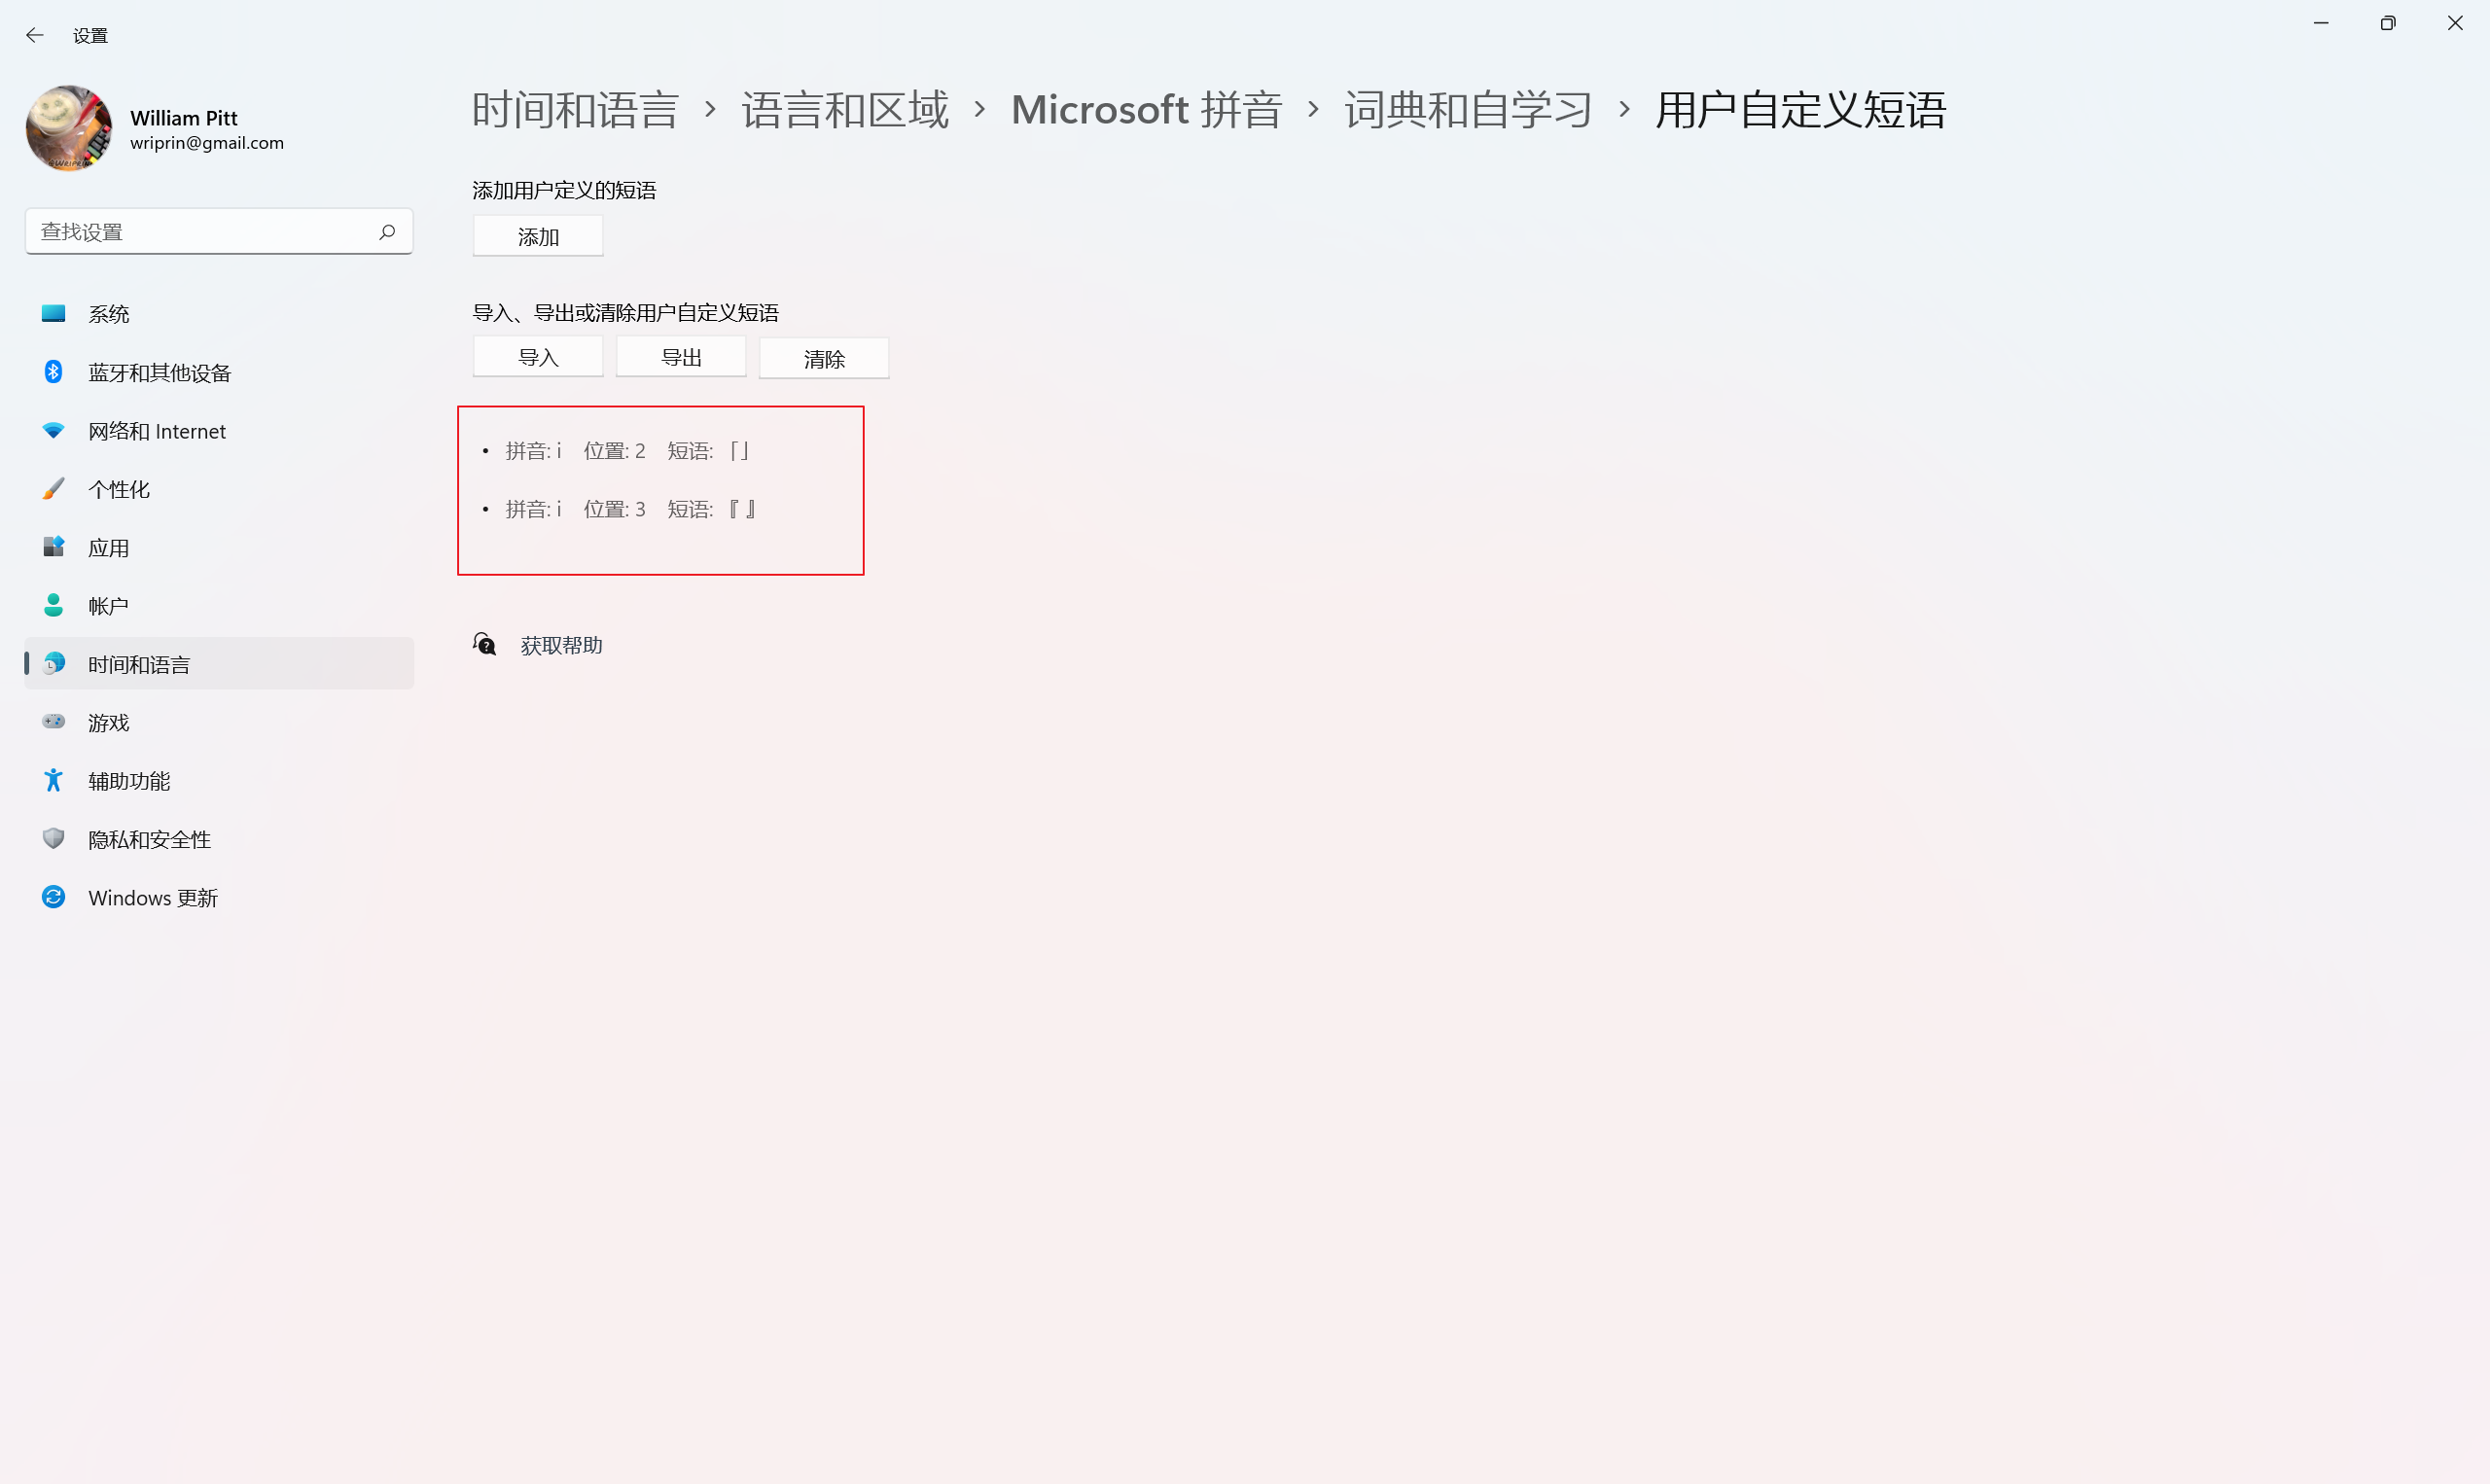 设置
William Pitt
wriprin@gmail.com
查找设置
系统
蓝牙和其他设备
网络和 Internet
个性化
应用
帐户
时间和语言
游戏
辅助功能
隐私和安全性
Windows 更新
时间和语言 › 语言和区域 › Microsoft 拼音 › 词典和自学习 › 用户自定义短语
添加用户定义的短语
添加
导入、导出或清除用户自定义短语
导入 导出 清除
• 拼音: i 位置: 2 短语: 「」
• 拼音: i 位置: 3 短语: 『 』
获取帮助